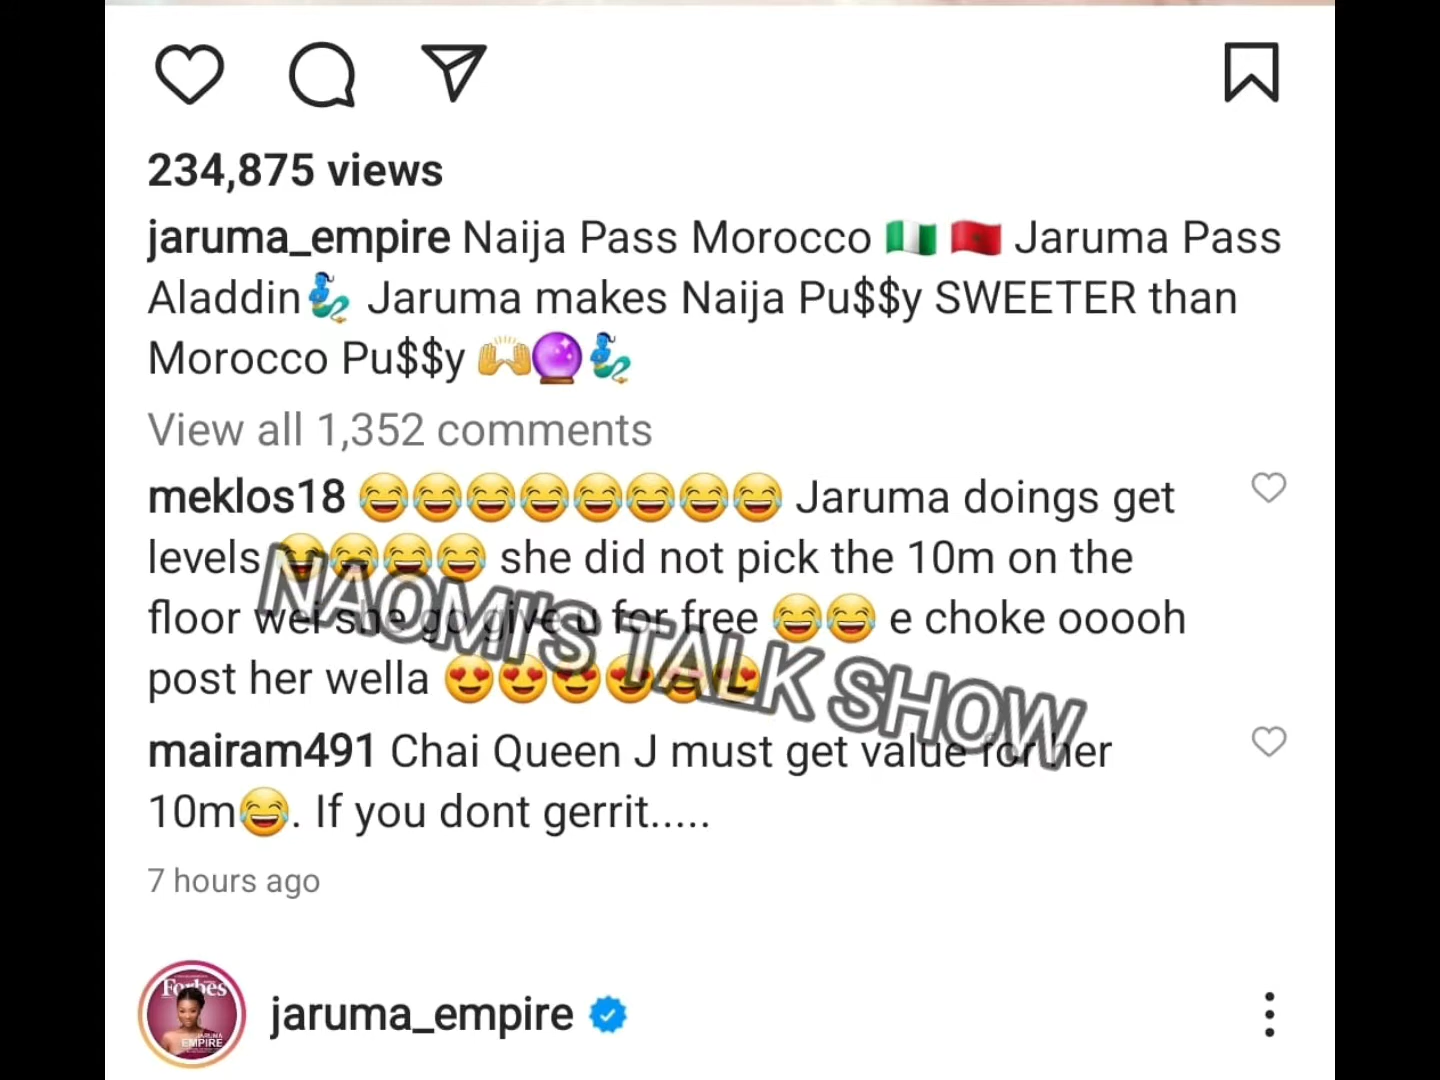 234,875 views
jaruma_empire Naija Pass Morocco 🇳🇬 🇲🇦 Jaruma Pass
Aladdin🧞‍♂️ Jaruma makes Naija Pu$$y SWEETER than
Morocco Pu$$y 🙌🔮🧞‍♂️
View all 1,352 comments
meklos18 😂😂😂😂😂😂😂😂 Jaruma doings get
levels 😂😂😂😂 she did not pick the 10m on the
floor wei she go give u for free 😂😂 e choke ooooh
post her wella 😍😍😍😍😍😍
NAOMI'S TALK SHOW
mairam491 Chai Queen J must get value for her
10m😂. If you dont gerrit.....
7 hours ago
Forbes
JARUMA
EMPIRE
jaruma_empire